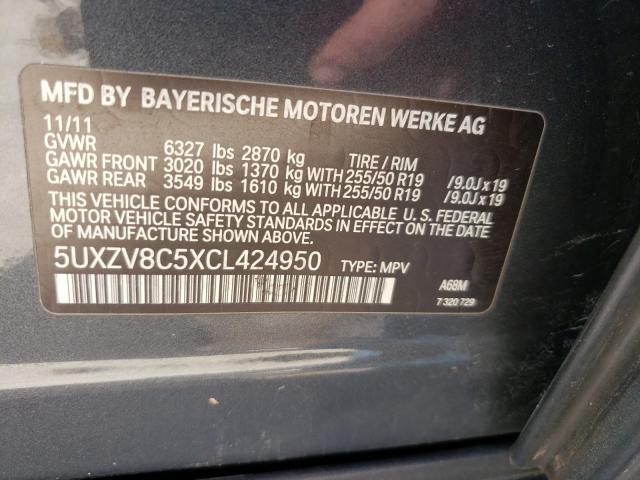 MFD BY BAYERISCHE MOTOREN WERKE AG
11/11
GVWR 6327 lbs 2870 kg TIRE / RIM
GAWR FRONT 3020 lbs 1370 kg WITH 255/50 R19 /9.0J x 19
GAWR REAR 3549 lbs 1610 kg WITH 255/50 R19 /9.0J x 19
THIS VEHICLE CONFORMS TO ALL APPLICABLE U. S. FEDERAL
MOTOR VEHICLE SAFETY STANDARDS IN EFFECT ON THE DATE
OF MANUFACTURE SHOWN ABOVE.
5UXZV8C5XCL424950 TYPE: MPV
A68M
7 320 729